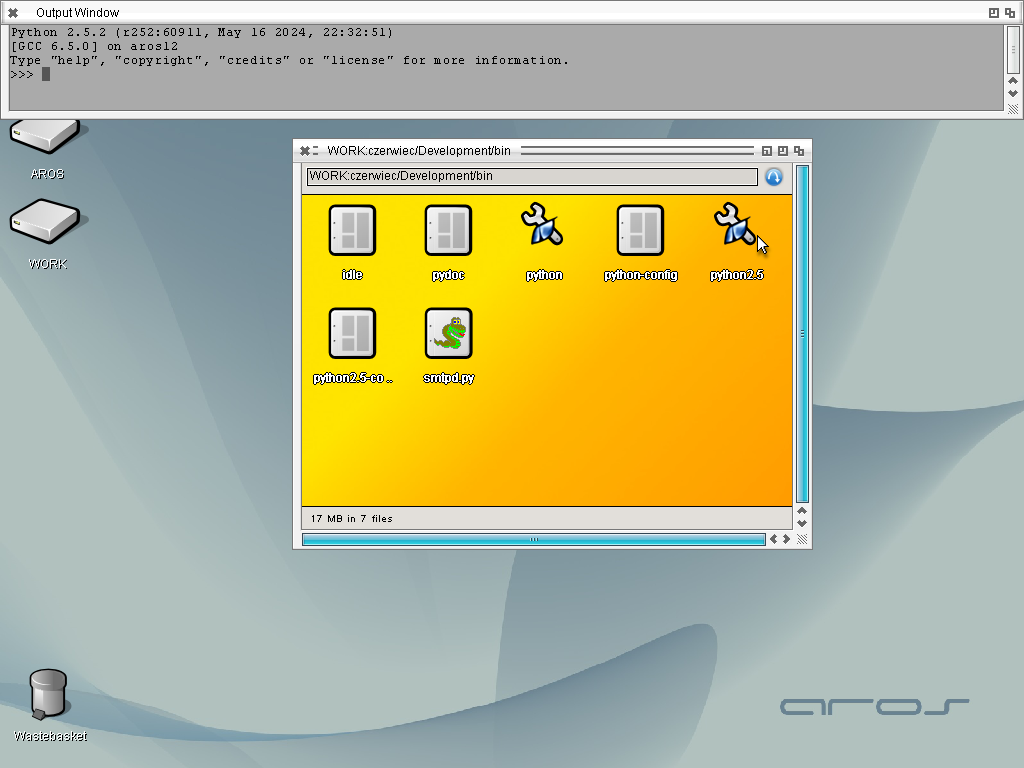 Output Window
Python 2.5.2 (r252:60911, May 16 2024, 22:32:51)
[GCC 6.5.0] on aros12
Type "help", "copyright", "credits" or "license" for more information.
>>>
AROS
WORK
WORK:czerwiec/Development/bin
WORK:czerwiec/Development/bin
idle
pydoc
python
python-config
python2.5
python2.5-co..
smtpd.py
17 MB in 7 files
Wastebasket
aros